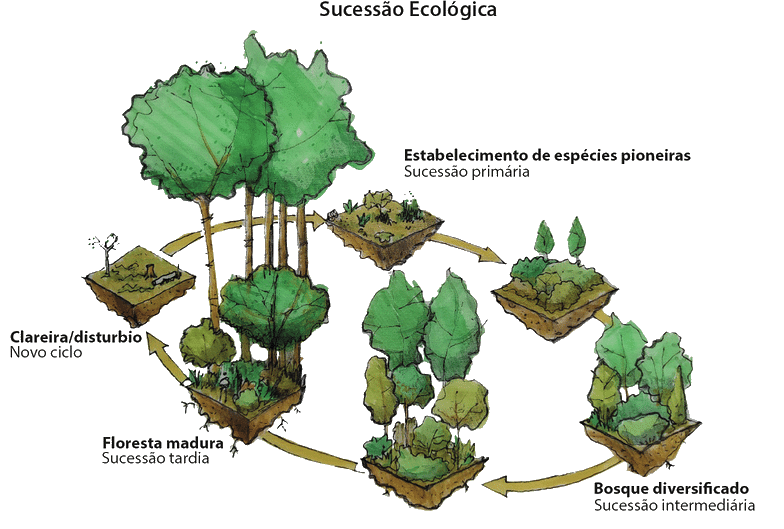 Sucessão Ecológica
Estabelecimento de espécies pioneiras
Sucessão primária
Clareira/disturbio
Novo ciclo
Floresta madura
Sucessão tardia
Bosque diversificado
Sucessão intermediária